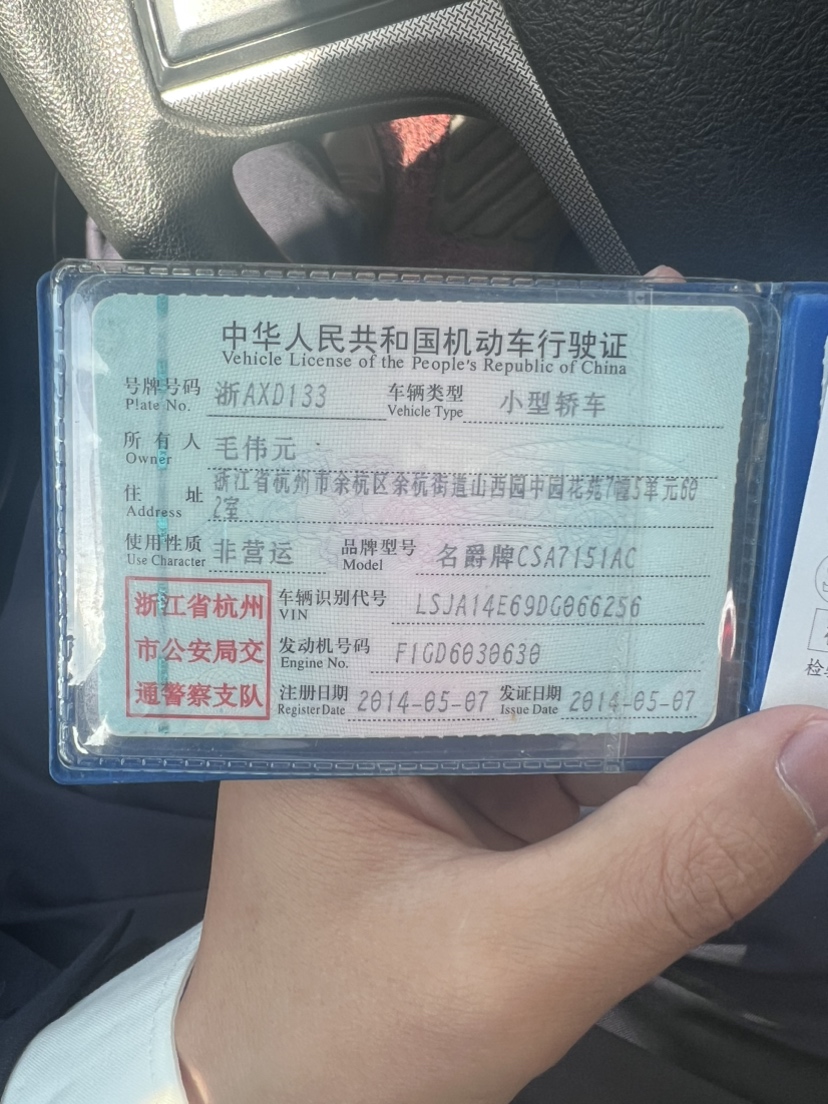 中华人民共和国机动车行驶证
Vehicle License of the People's Republic of China
号牌号码 浙AXD133 车辆类型 小型轿车
Plate No. Vehicle Type
所有人 毛伟元
Owner
住址 浙江省杭州市余杭区余杭街道山西园中园花苑7幢5单元60
Address 2室
使用性质 非营运 品牌型号 名爵牌CSA7151AC
Use Character Model
浙江省杭州 车辆识别代号 LSJA14E69DG066256
VIN
市公安局交 发动机号码 F1GD6030630
Engine No.
通警察支队 注册日期 2014-05-07 发证日期 2014-05-07
Register Date Issue Date